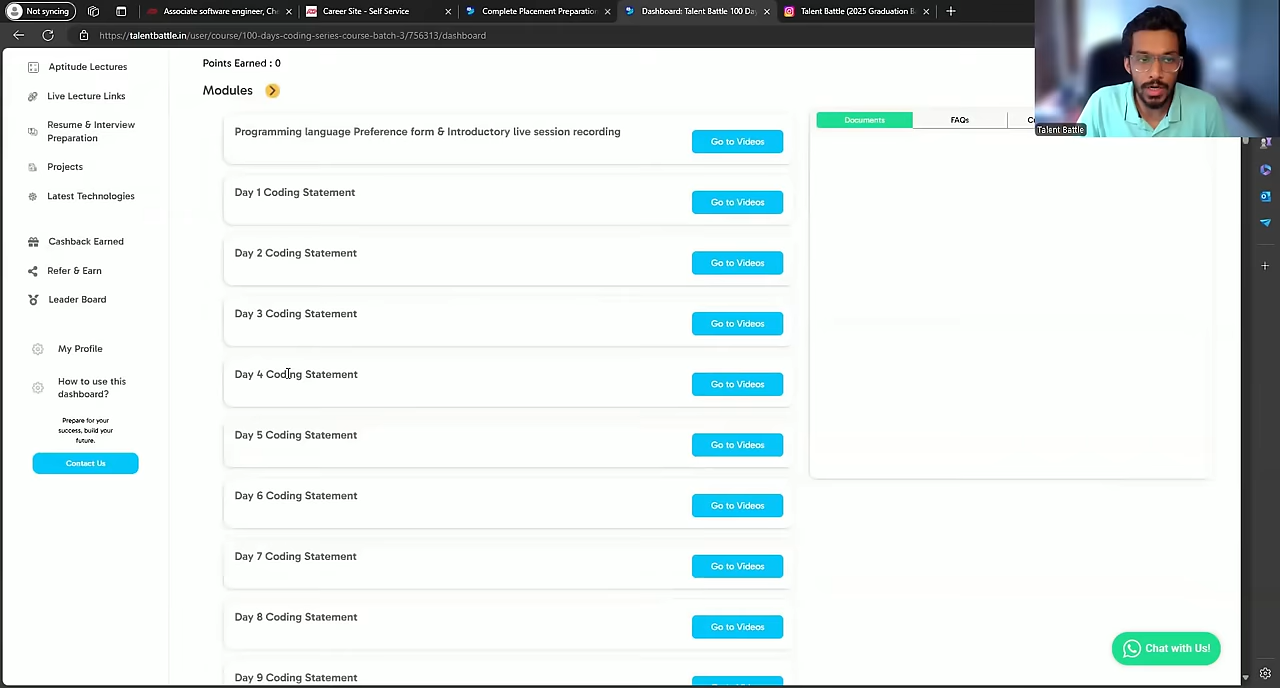 Not syncing
Associate software engineer, Ch
Career Site - Self Service
Complete Placement Preparation
Dashboard: Talent Battle 100 Da
Talent Battle (2025 Graduation B
https://talentbattle.in/user/course/100-days-coding-series-course-batch-3/756313/dashboard
Aptitude Lectures
Live Lecture Links
Resume & Interview
Preparation
Projects
Latest Technologies
Cashback Earned
Refer & Earn
Leader Board
My Profile
How to use this
dashboard?
Prepare for your
success, build your
future.
Contact Us
Points Earned : 0
Modules
Programming language Preference form & Introductory live session recording
Go to Videos
Day 1 Coding Statement
Go to Videos
Day 2 Coding Statement
Go to Videos
Day 3 Coding Statement
Go to Videos
Day 4 Coding Statement
Go to Videos
Day 5 Coding Statement
Go to Videos
Day 6 Coding Statement
Go to Videos
Day 7 Coding Statement
Go to Videos
Day 8 Coding Statement
Go to Videos
Day 9 Coding Statement
Documents
FAQs
Talent Battle
Chat with Us!